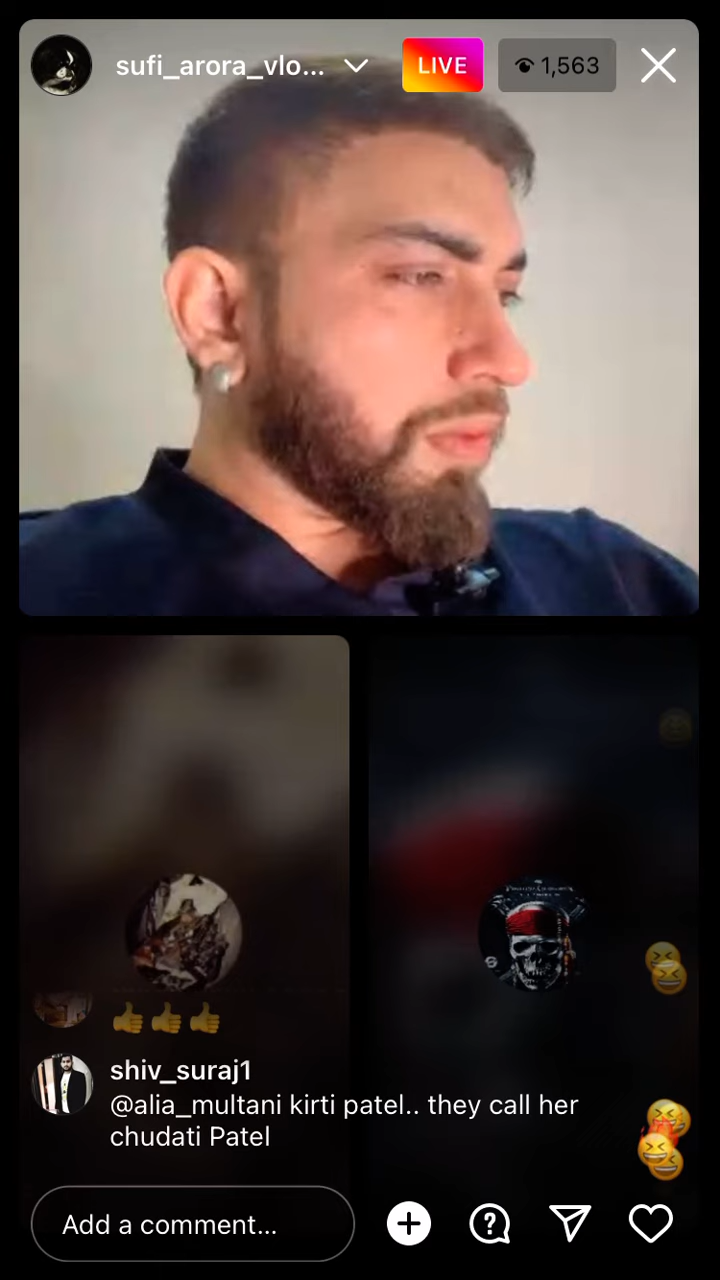 sufi_arora_vlo...
LIVE
1,563
shiv_suraj1
@alia_multani kirti patel.. they call her
chudati Patel
Add a comment...